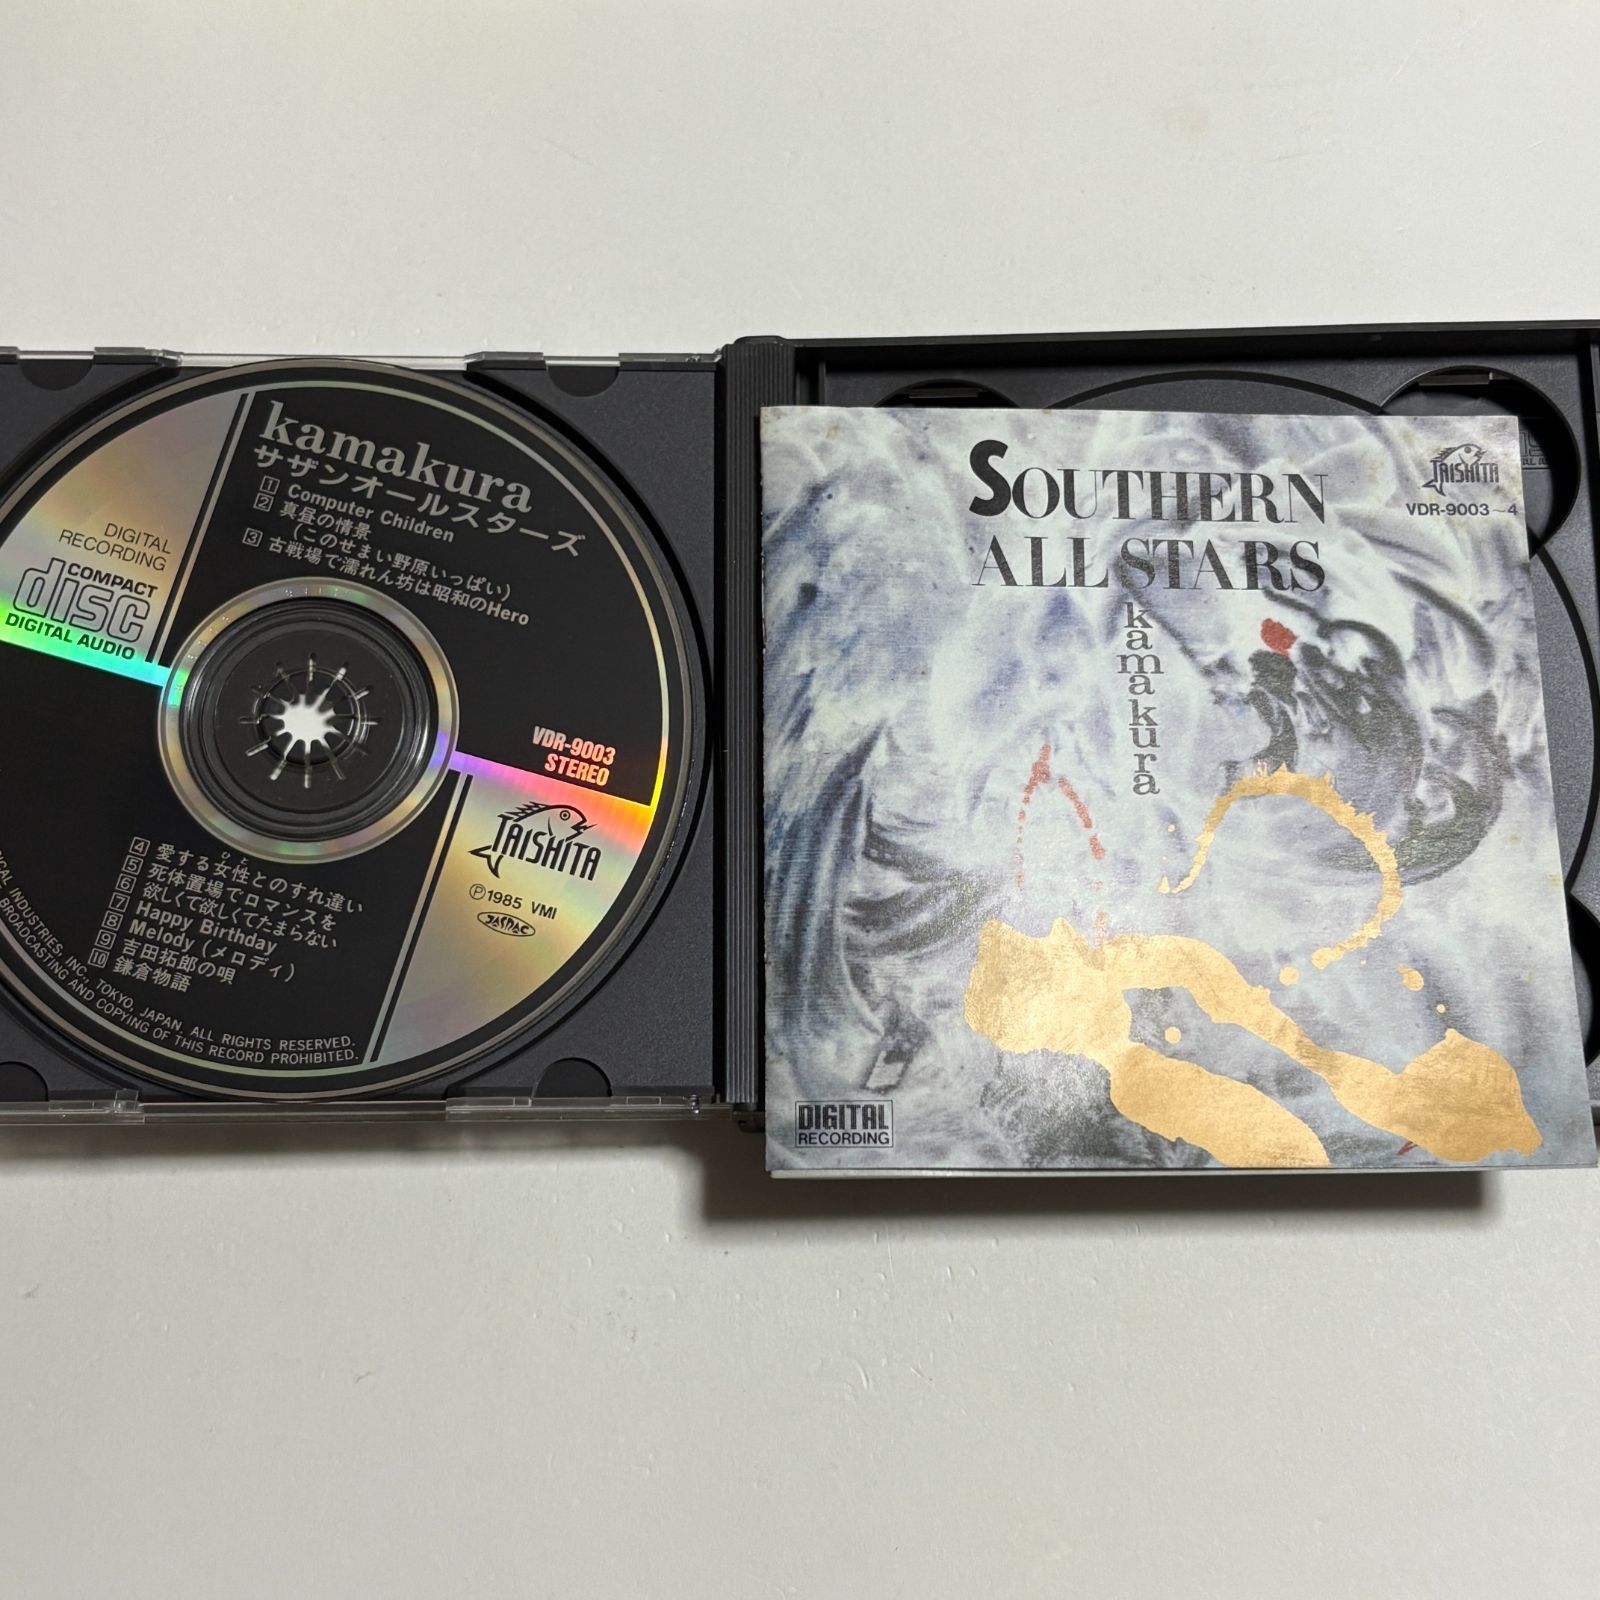 kamakura
サザンオールスターズ
1 Computer Children
2 真昼の情景
(このせまい野原いっぱい)
3 古戦場で濡れん坊は昭和のHero
DIGITAL
RECORDING
COMPACT
disc
DIGITAL AUDIO
VDR-9003
STEREO
TAISHITA
Ⓟ1985 VMI
JASRAC
4 愛する女性とのすれ違い
ひと
5 死体置場でロマンスを
6 欲しくて欲しくてたまらない
7 Happy Birthday
8 Melody (メロディ)
9 吉田拓郎の唄
10 鎌倉物語
INDUSTRIES, INC., TOKYO, JAPAN. ALL RIGHTS RESERVED.
BROADCASTING AND COPYING OF THIS RECORD PROHIBITED.
SOUTHERN
ALL STARS
kamakura
TAISHITA
VDR-9003~4
DIGITAL
RECORDING